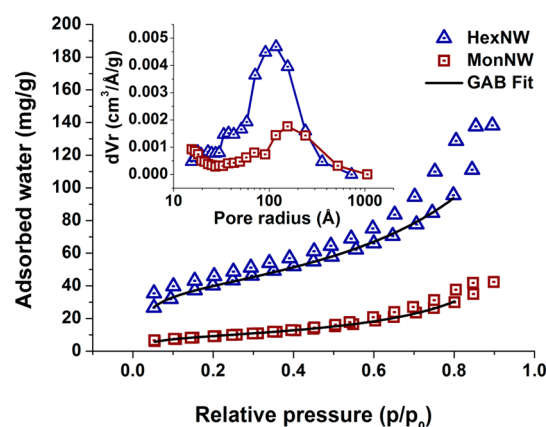 200
180
160
140
120
100
80
60
40
20
0
Adsorbed water (mg/g)
0.0 0.2 0.4 0.6 0.8 1.0
Relative pressure (p/p₀)
HexNW
MonNW
GAB Fit
0.005
0.004
0.003
0.002
0.001
0.000
dVr (cm³/Å/g)
10 100 1000
Pore radius (Å)